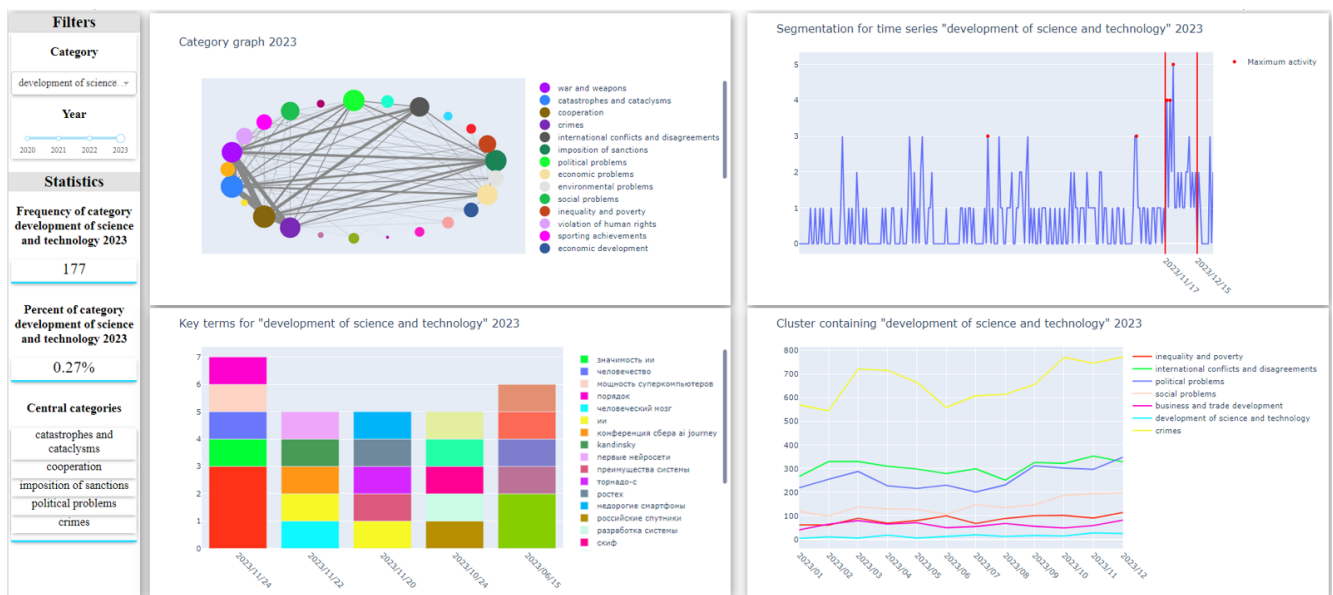 Filters
Category
development of science...
Year
2020 2021 2022 2023
Statistics
Frequency of category
development of science
and technology 2023
177
Percent of category
development of science
and technology 2023
0.27%
Central categories
catastrophes and
cataclysms
cooperation
imposition of sanctions
political problems
crimes
Category graph 2023
war and weapons
catastrophes and cataclysms
cooperation
crimes
international conflicts and disagreements
imposition of sanctions
political problems
economic problems
environmental problems
social problems
inequality and poverty
violation of human rights
sporting achievements
economic development
Segmentation for time series "development of science and technology" 2023
5
4
3
2
1
0
2023/11/17
2023/12/15
Maximum activity
Key terms for "development of science and technology" 2023
7
6
5
4
3
2
1
0
2023/11/24
2023/11/22
2023/11/20
2023/10/24
2023/06/15
значимость ии
человечество
мощность суперкомпьютеров
порядок
человеческий мозг
ии
конференция сбера ai journey
kandinsky
первые нейросети
преимущества системы
торнадо-с
ростех
недорогие смартфоны
российские спутники
разработка системы
скиф
Cluster containing "development of science and technology" 2023
800
700
600
500
400
300
200
100
0
2023/01
2023/02
2023/03
2023/04
2023/05
2023/06
2023/07
2023/08
2023/09
2023/10
2023/11
2023/12
inequality and poverty
international conflicts and disagreements
political problems
social problems
business and trade development
development of science and technology
crimes